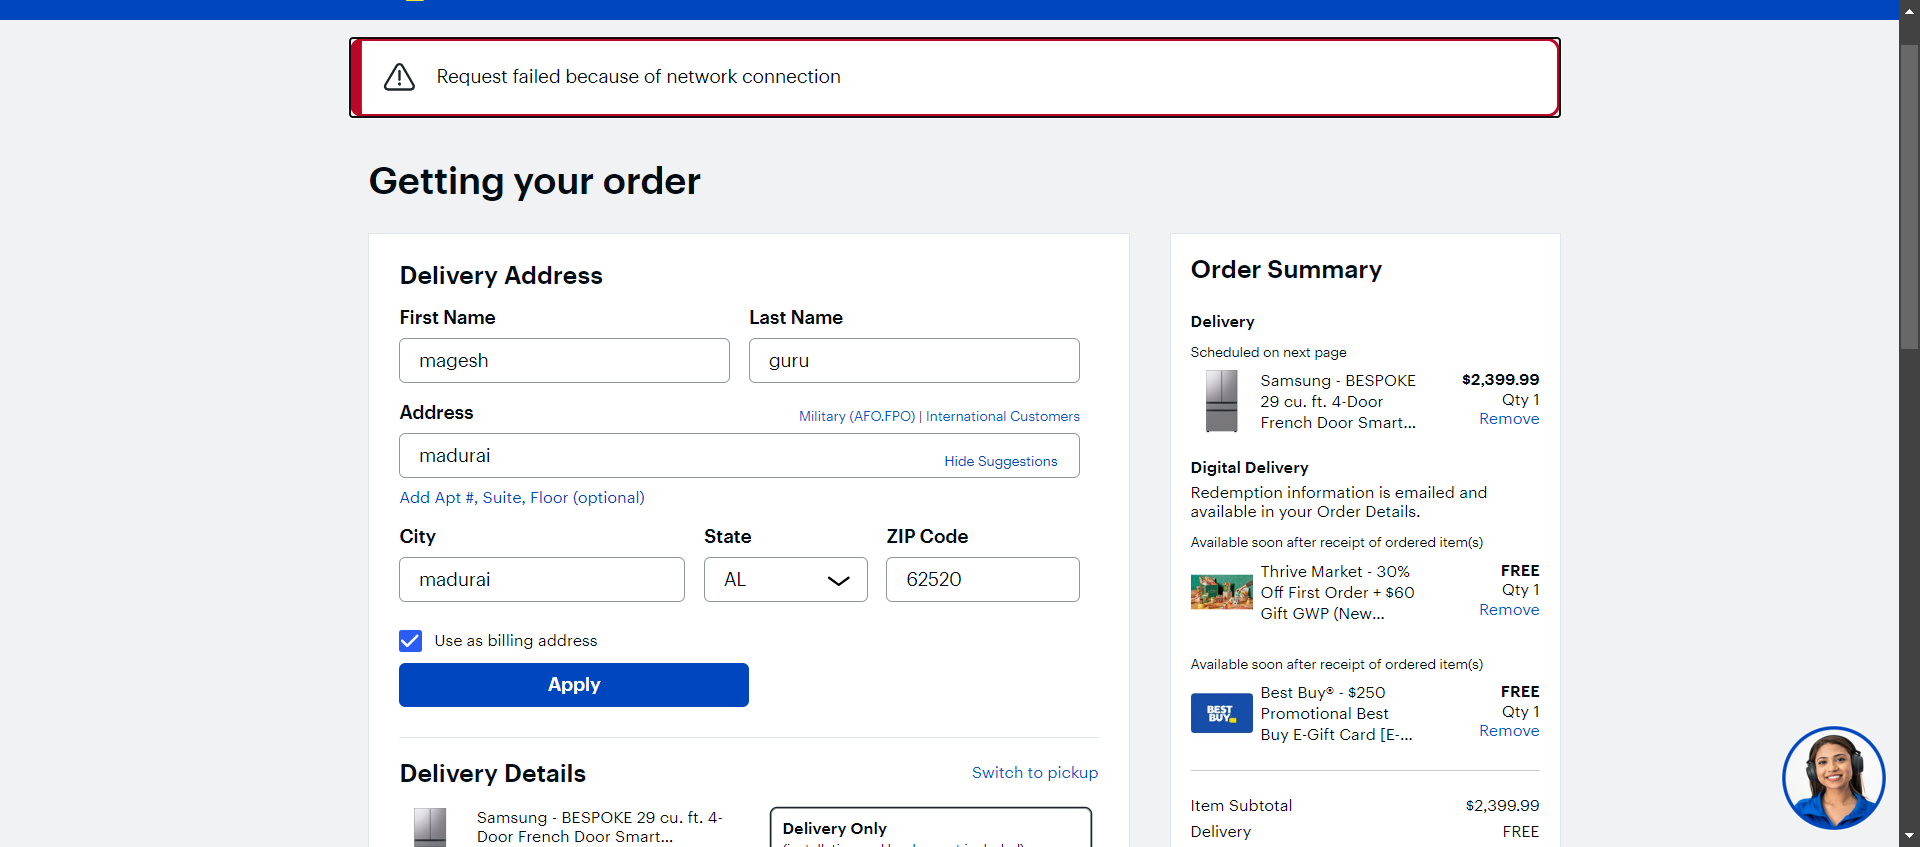 Request failed because of network connection
Getting your order
Delivery Address
First Name
Last Name
magesh
guru
Address
Military (AFO.FPO) | International Customers
madurai
Hide Suggestions
Add Apt #, Suite, Floor (optional)
City
State
ZIP Code
madurai
AL
62520
Use as billing address
Apply
Delivery Details
Switch to pickup
Samsung - BESPOKE 29 cu. ft. 4-
Door French Door Smart...
Delivery Only
Order Summary
Delivery
Scheduled on next page
Samsung - BESPOKE
29 cu. ft. 4-Door
French Door Smart...
$2,399.99
Qty 1
Remove
Digital Delivery
Redemption information is emailed and
available in your Order Details.
Available soon after receipt of ordered item(s)
Thrive Market - 30%
Off First Order + $60
Gift GWP (New...
FREE
Qty 1
Remove
Available soon after receipt of ordered item(s)
BEST
BUY
Best Buy® - $250
Promotional Best
Buy E-Gift Card [E-...
FREE
Qty 1
Remove
Item Subtotal
$2,399.99
Delivery
FREE